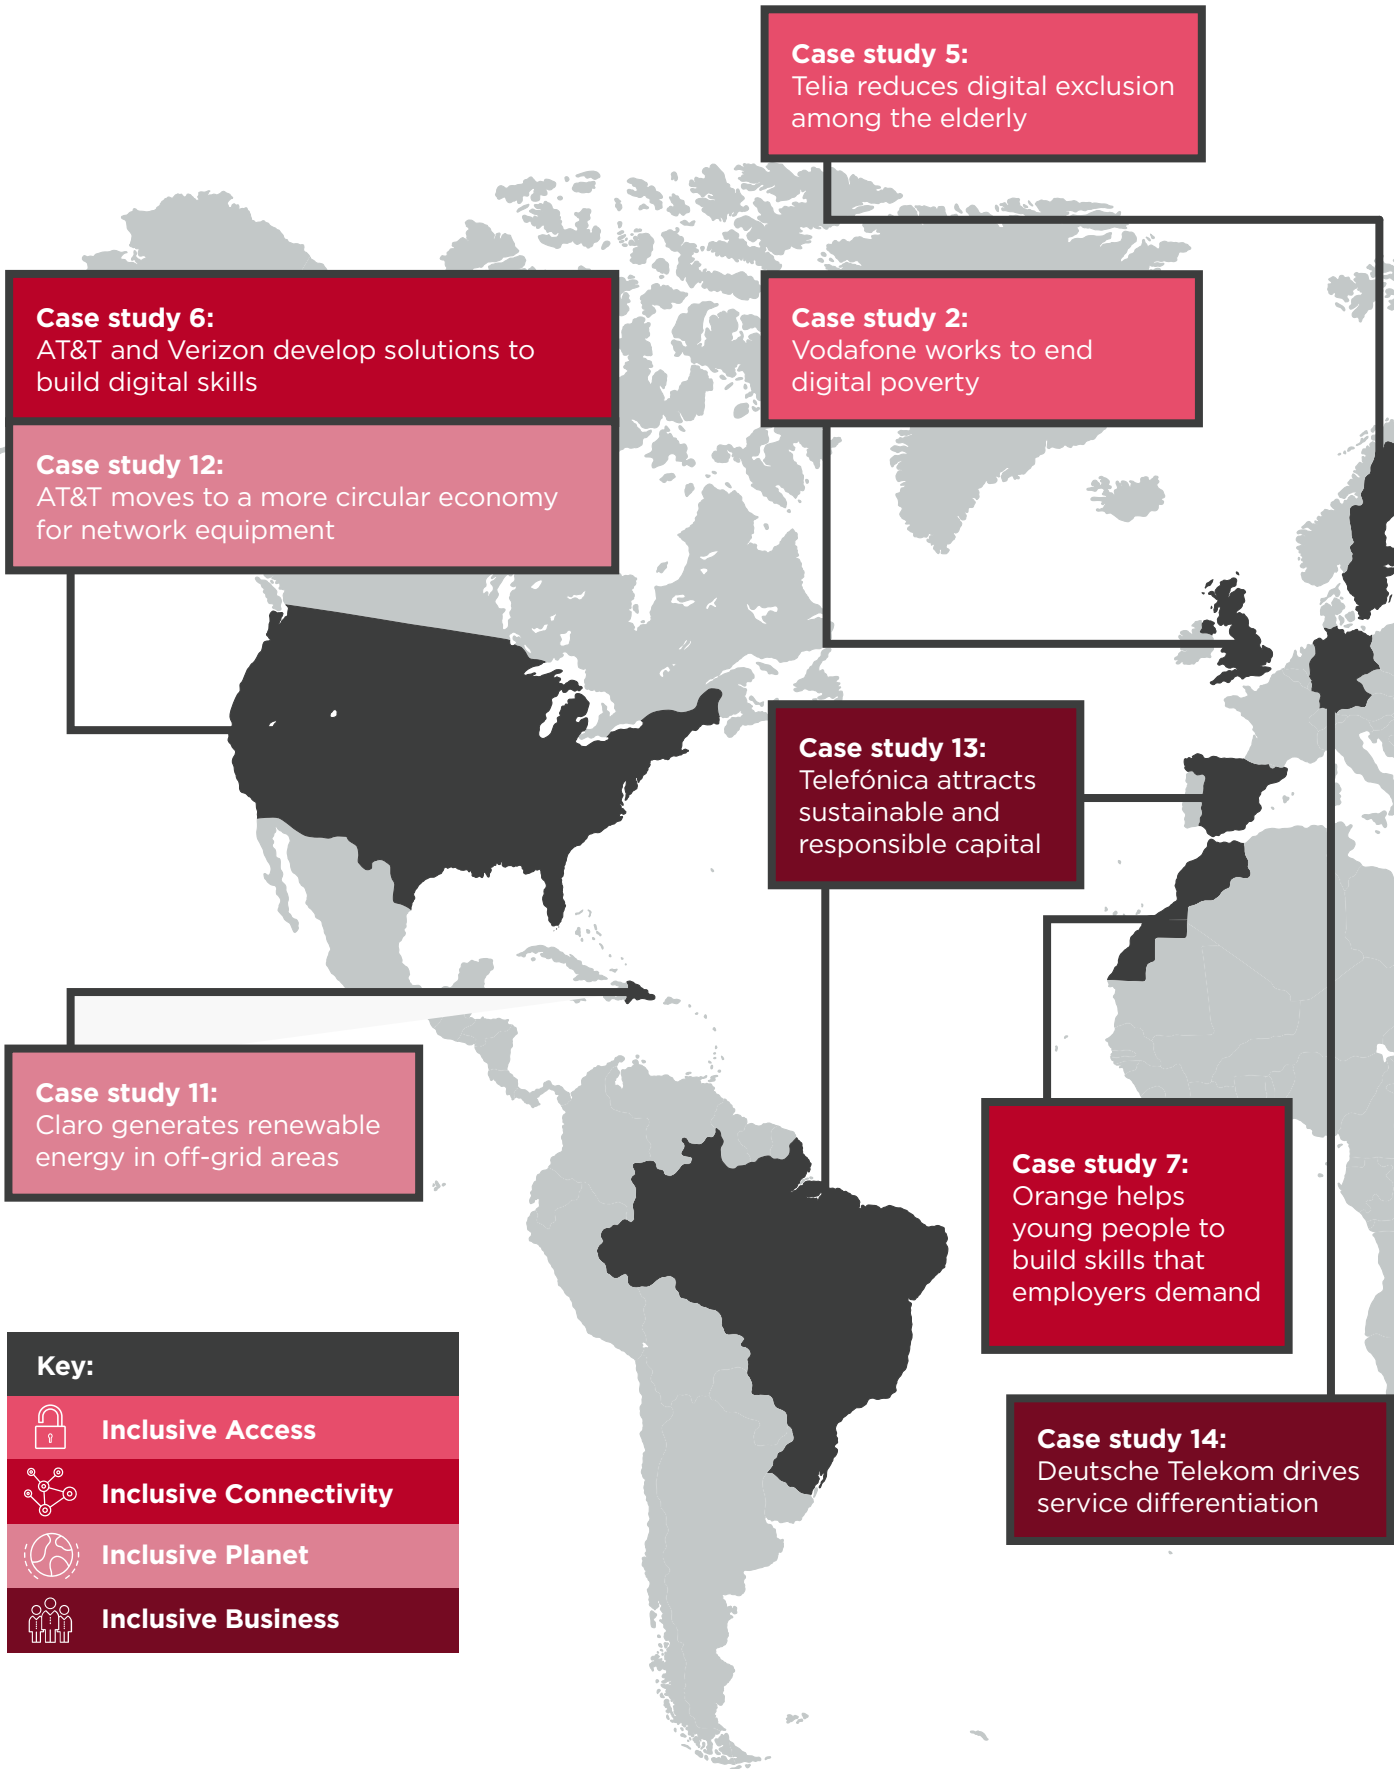 Case study 5:
Telia reduces digital exclusion
among the elderly
Case study 6:
AT&T and Verizon develop solutions to
build digital skills
Case study 2:
Vodafone works to end
digital poverty
Case study 12:
AT&T moves to a more circular economy
for network equipment
Case study 13:
Telefónica attracts
sustainable and
responsible capital
Case study 11:
Claro generates renewable
energy in off-grid areas
Case study 7:
Orange helps
young people to
build skills that
employers demand
Key:
Inclusive Access
Inclusive Connectivity
Inclusive Planet
Inclusive Business
Case study 14:
Deutsche Telekom drives
service differentiation